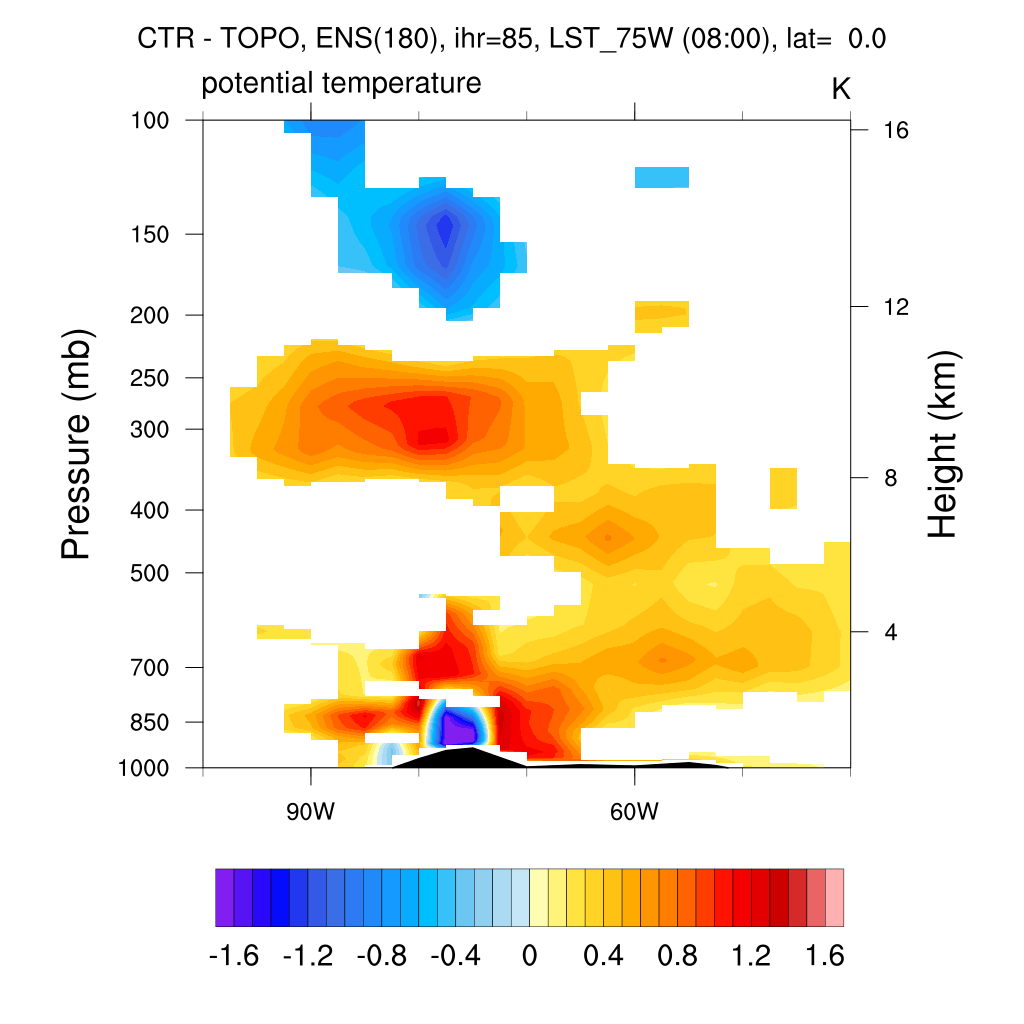 CTR - TOPO, ENS(180), ihr=85, LST_75W (08:00), lat=  0.0
potential temperature K
100
150
200
250
300
400
500
700
850
1000
Pressure (mb)
16
12
8
4
Height (km)
90W 60W
-1.6 -1.2 -0.8 -0.4 0 0.4 0.8 1.2 1.6